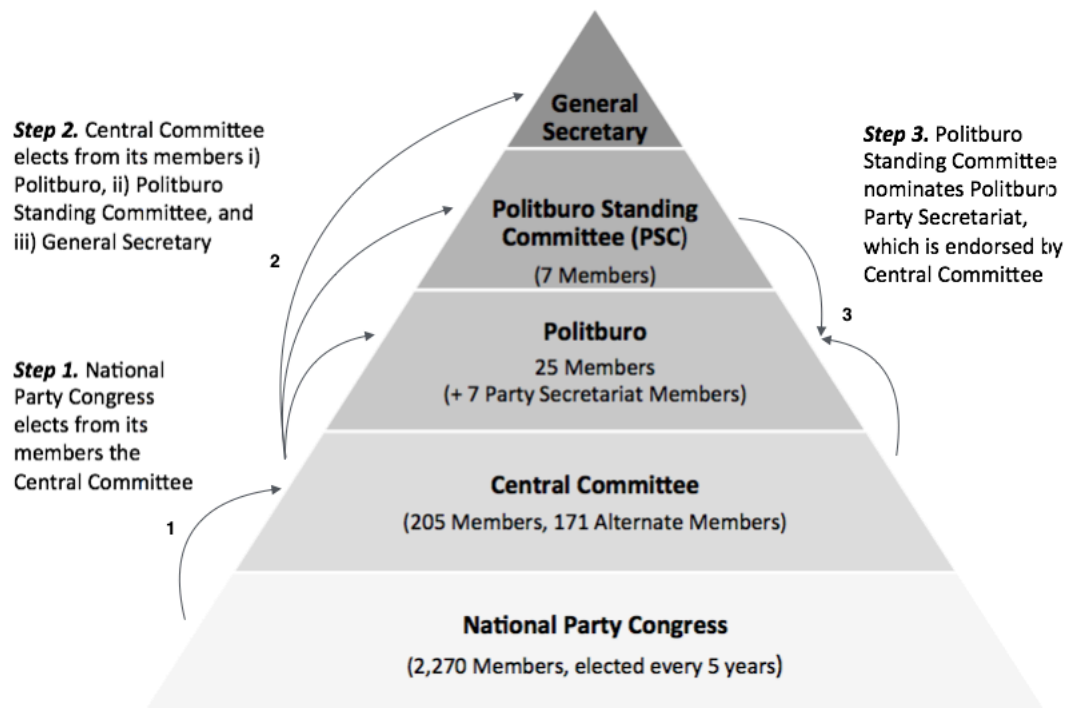 General
Secretary
Step 2. Central Committee
elects from its members i)
Politburo, ii) Politburo
Standing Committee, and
iii) General Secretary
2
Step 3. Politburo
Standing Committee
nominates Politburo
Party Secretariat,
which is endorsed by
Central Committee
3
Politburo Standing
Committee (PSC)
(7 Members)
Politburo
25 Members
(+ 7 Party Secretariat Members)
Step 1. National
Party Congress
elects from its
members the
Central Committee
1
Central Committee
(205 Members, 171 Alternate Members)
National Party Congress
(2,270 Members, elected every 5 years)